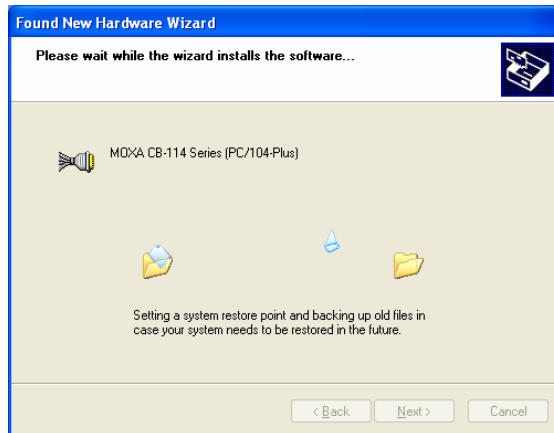 Found New Hardware Wizard
Please wait while the wizard installs the software...
MOXA CB-114 Series (PC/104-Plus)
Setting a system restore point and backing up old files in
case your system needs to be restored in the future.
< Back Next > Cancel